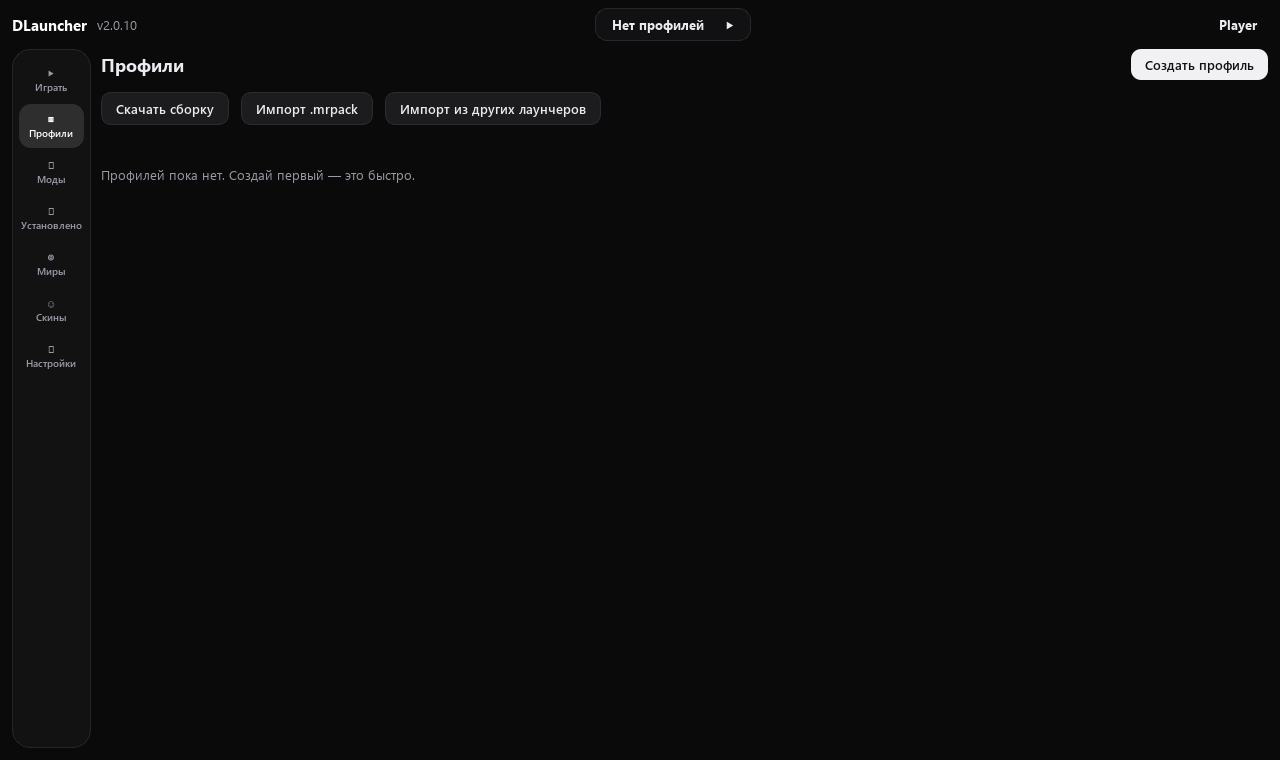 DLauncher v2.0.10
Нет профилей
Player
Играть
Профили
Моды
Установлено
Миры
Скины
Настройки
Профили
Создать профиль
Скачать сборку
Импорт .mrpack
Импорт из других лаунчеров
Профилей пока нет. Создай первый — это быстро.